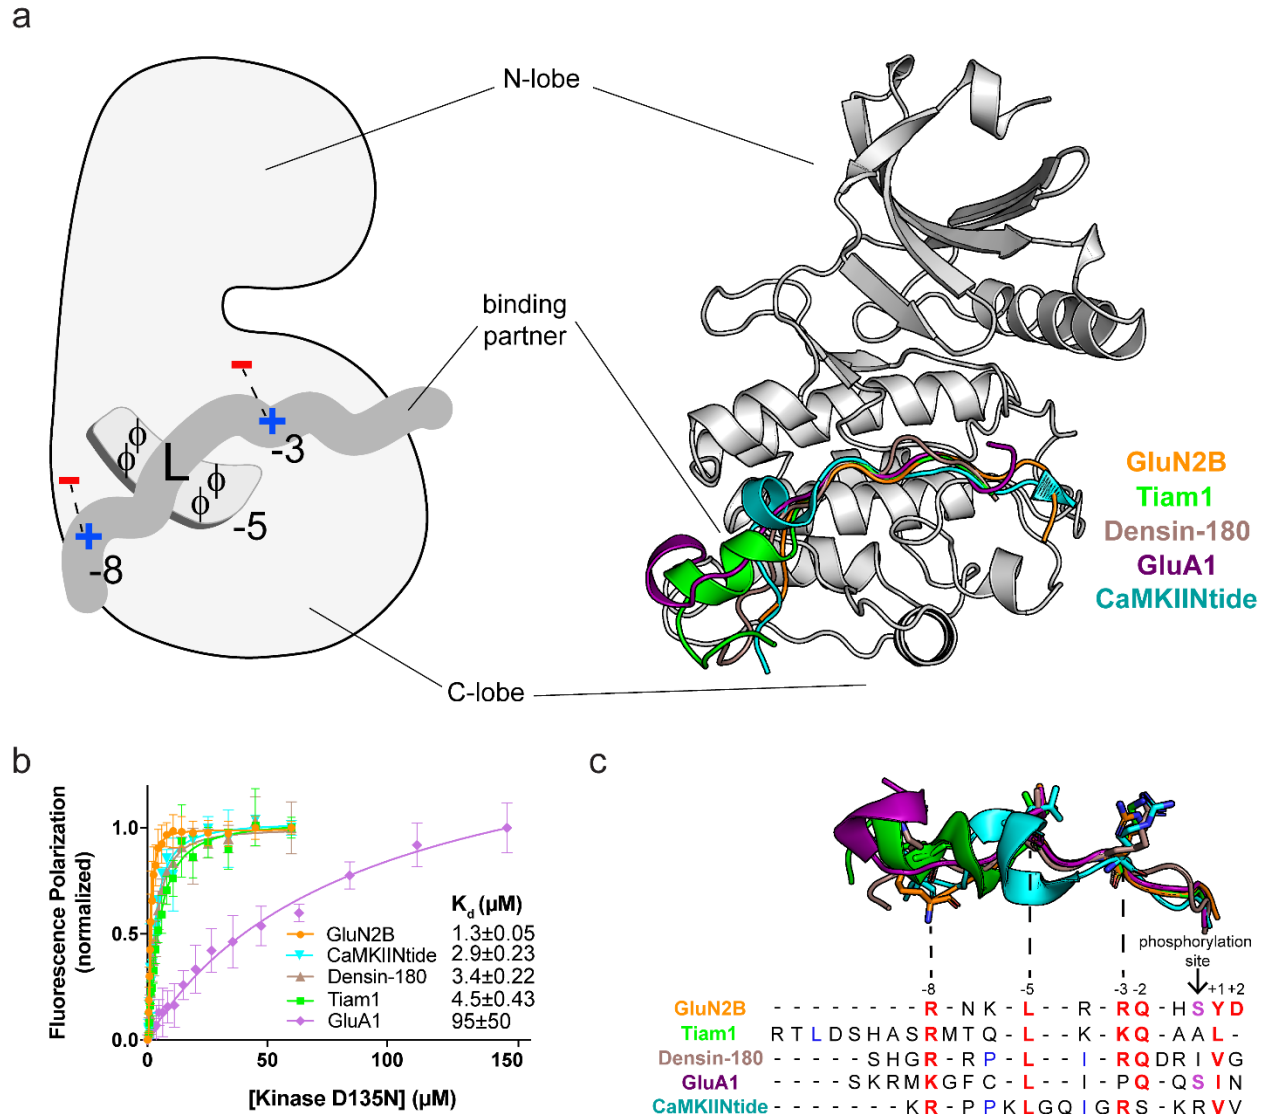 a
N-lobe
binding
partner
C-lobe
L
ϕϕ
ϕϕ
−
+
-3
-5
−
+
-8
GluN2B
Tiam1
Densin-180
GluA1
CaMKIINtide
b
Fluorescence Polarization
(normalized)
1.0
0.5
0.0
0 50 100 150
[Kinase D135N] (µM)
Kd (µM)
GluN2B 1.3±0.05
CaMKIINtide 2.9±0.23
Densin-180 3.4±0.22
Tiam1 4.5±0.43
GluA1 95±50
c
phosphorylation
site
-8 -5 -3 -2 +1 +2
GluN2B - - - - - - - - R - N K - L - - R - R Q - H S Y D
Tiam1 R T L D S H A S R M T Q - L - - K - K Q - A A L -
Densin-180 - - - - - S H G R - R P - L - - I - R Q D R I V G
GluA1 - - - - S K R M K G F C - L - - I - P Q - Q S I N
CaMKIINtide - - - - - - - K R - P P K L G Q I G R S - K R V V